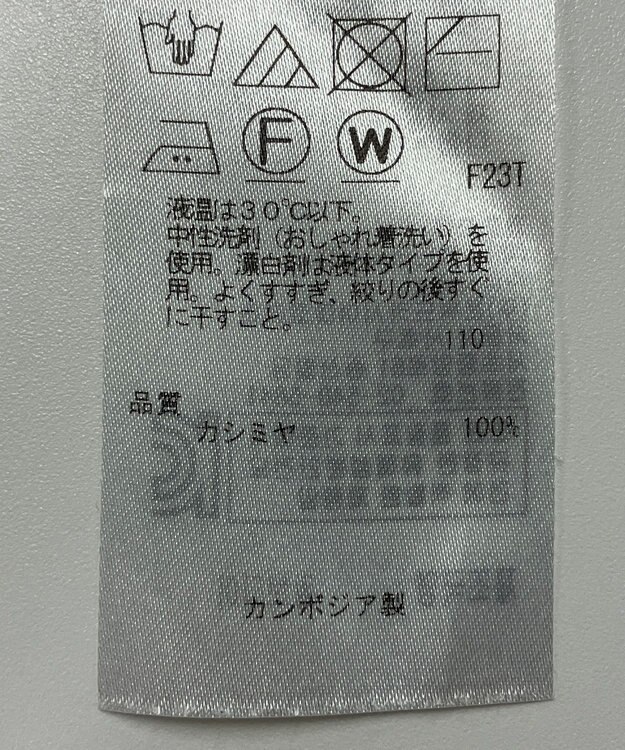 F
W
F23T
液温は30℃以下。
中性洗剤（おしゃれ着洗い）を
使用。漂白剤は液体タイプを使
用。よくすすぎ、絞りの後すぐ
に干すこと。
110
品質
カシミヤ 100%
カンボジア製